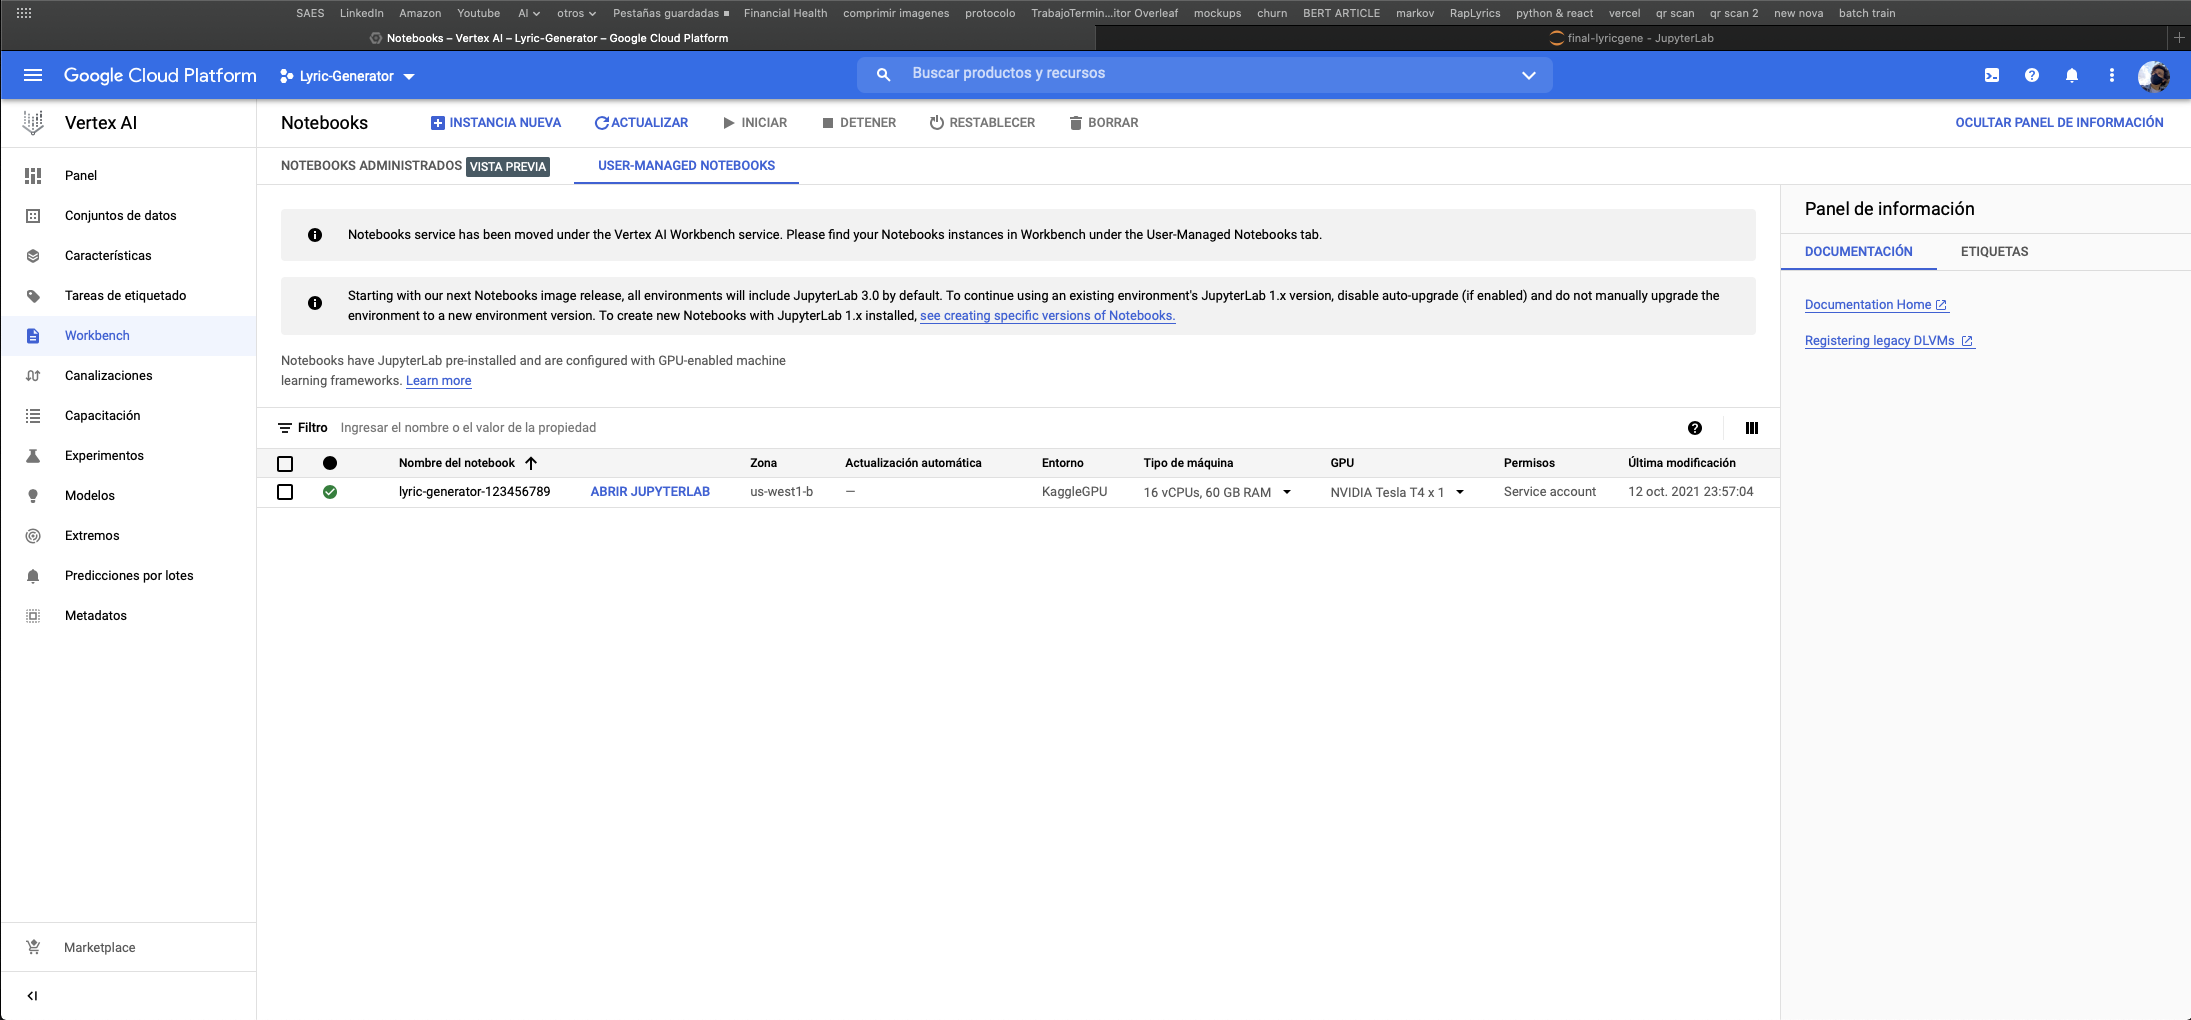 SAES LinkedIn Amazon Youtube AI otros Pestañas guardadas Financial Health comprimir imagenes protocolo TrabajoTermin...itor Overleaf mockups churn BERT ARTICLE markov RapLyrics python & react vercel qr scan qr scan 2 new nova batch train
Notebooks – Vertex AI – Lyric-Generator – Google Cloud Platform final-lyricgene - JupyterLab
Google Cloud Platform Lyric-Generator Buscar productos y recursos
Vertex AI
Notebooks INSTANCIA NUEVA ACTUALIZAR INICIAR DETENER RESTABLECER BORRAR OCULTAR PANEL DE INFORMACIÓN
Panel
Conjuntos de datos
Características
Tareas de etiquetado
Workbench
Canalizaciones
Capacitación
Experimentos
Modelos
Extremos
Predicciones por lotes
Metadatos
Marketplace
NOTEBOOKS ADMINISTRADOS VISTA PREVIA USER-MANAGED NOTEBOOKS
Notebooks service has been moved under the Vertex AI Workbench service. Please find your Notebooks instances in Workbench under the User-Managed Notebooks tab.
Starting with our next Notebooks image release, all environments will include JupyterLab 3.0 by default. To continue using an existing environment's JupyterLab 1.x version, disable auto-upgrade (if enabled) and do not manually upgrade the
environment to a new environment version. To create new Notebooks with JupyterLab 1.x installed, see creating specific versions of Notebooks.
Notebooks have JupyterLab pre-installed and are configured with GPU-enabled machine
learning frameworks. Learn more
Filtro Ingresar el nombre o el valor de la propiedad
Nombre del notebook Zona Actualización automática Entorno Tipo de máquina GPU Permisos Última modificación
lyric-generator-123456789 ABRIR JUPYTERLAB us-west1-b — KaggleGPU 16 vCPUs, 60 GB RAM NVIDIA Tesla T4 x 1 Service account 12 oct. 2021 23:57:04
Panel de información
DOCUMENTACIÓN ETIQUETAS
Documentation Home
Registering legacy DLVMs